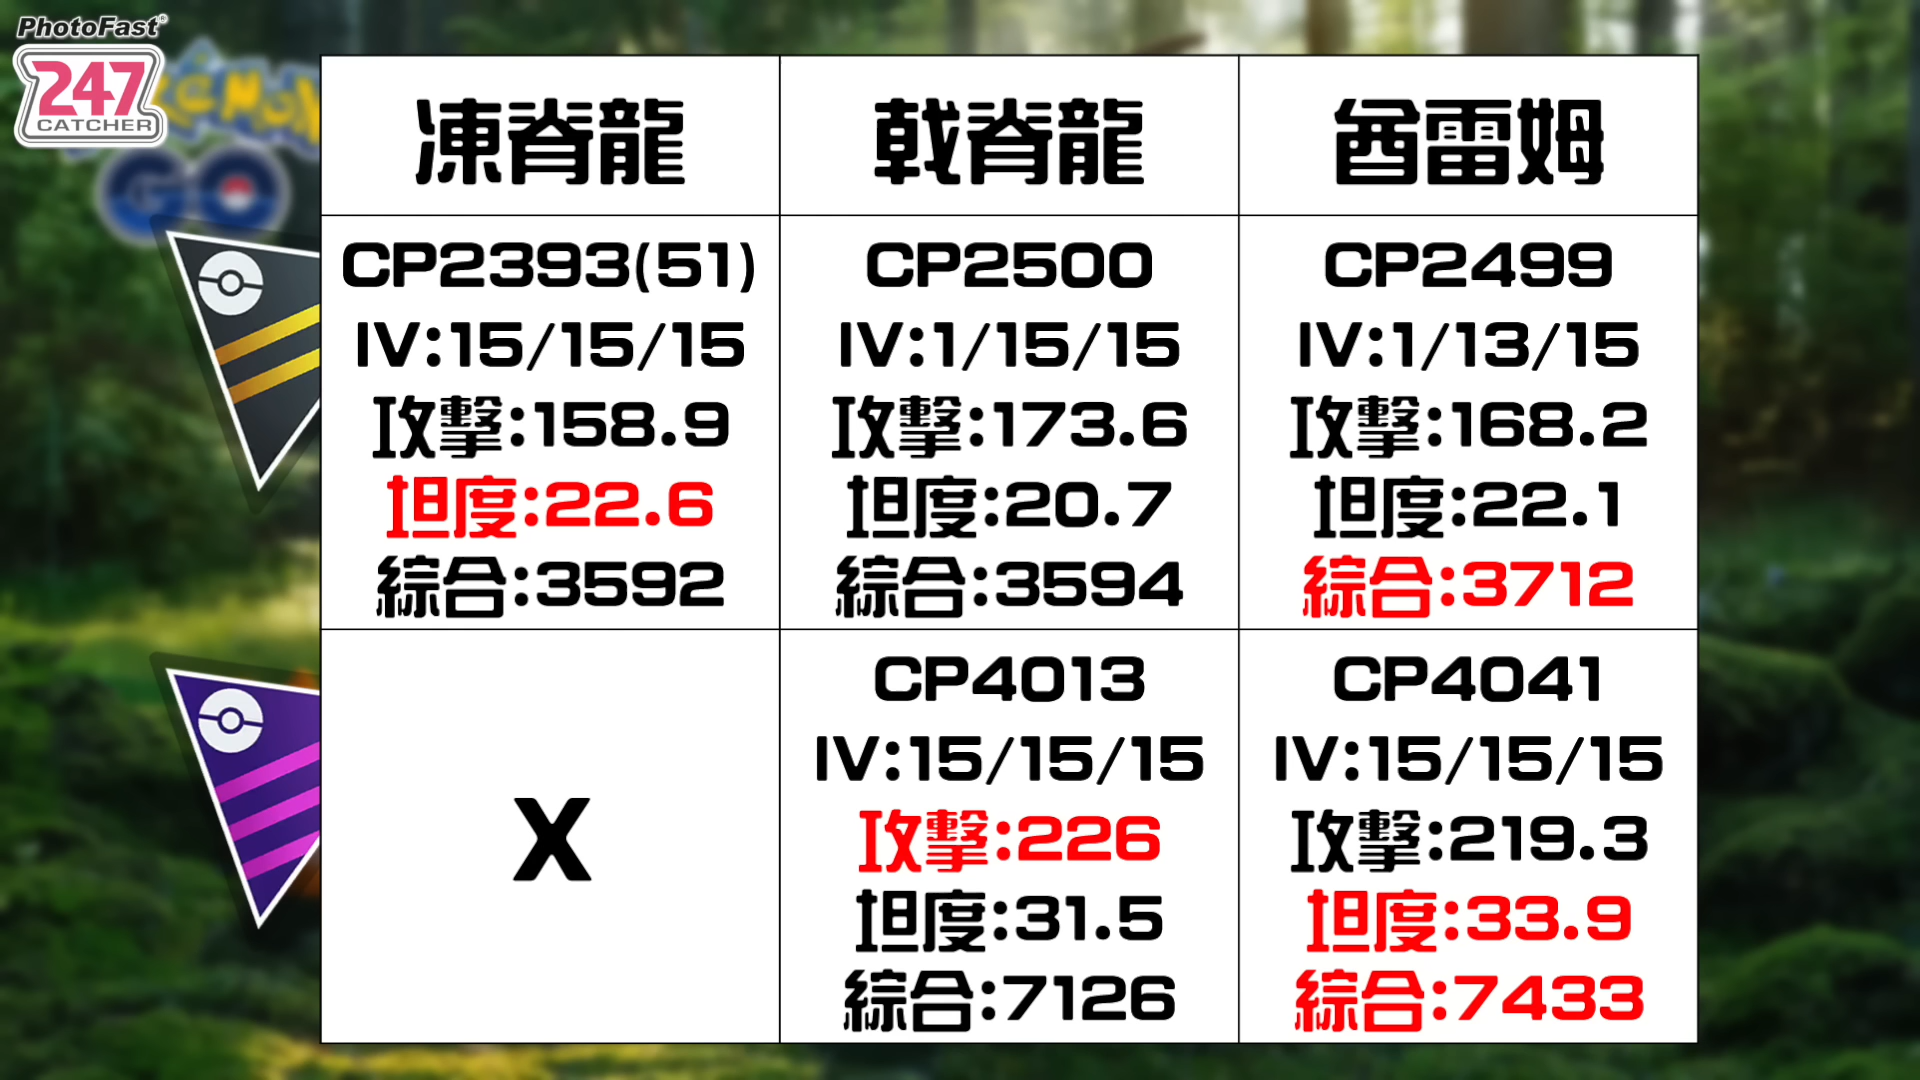 PhotoFast®
247
CATCHER
POKÉMON
GO
凍脊龍
戟脊龍
酋雷姆
CP2393(51)
IV:15/15/15
攻擊:158.9
坦度:22.6
綜合:3592
CP2500
IV:1/15/15
攻擊:173.6
坦度:20.7
綜合:3594
CP2499
IV:1/13/15
攻擊:168.2
坦度:22.1
綜合:3712
X
CP4013
IV:15/15/15
攻擊:226
坦度:31.5
綜合:7126
CP4041
IV:15/15/15
攻擊:219.3
坦度:33.9
綜合:7433